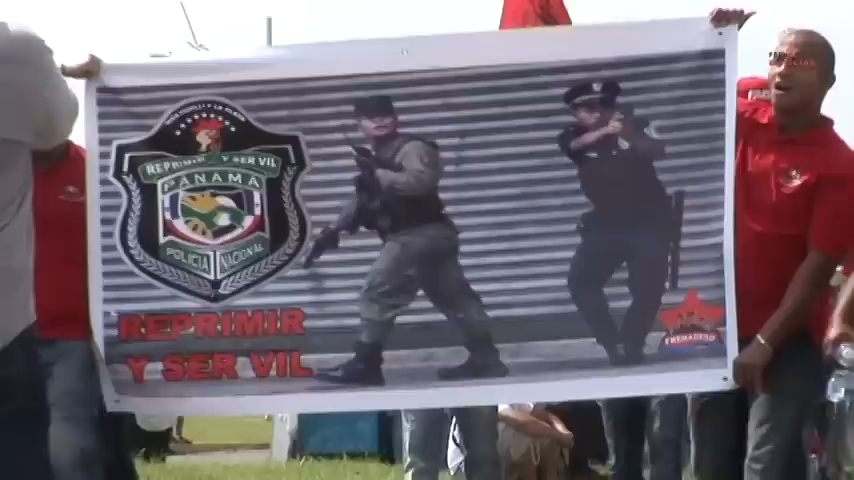 REPRIMIR Y SER VIL
PANAMA
POLICIA NACIONAL
REPRIMIR
Y SER VIL
FRENADESO